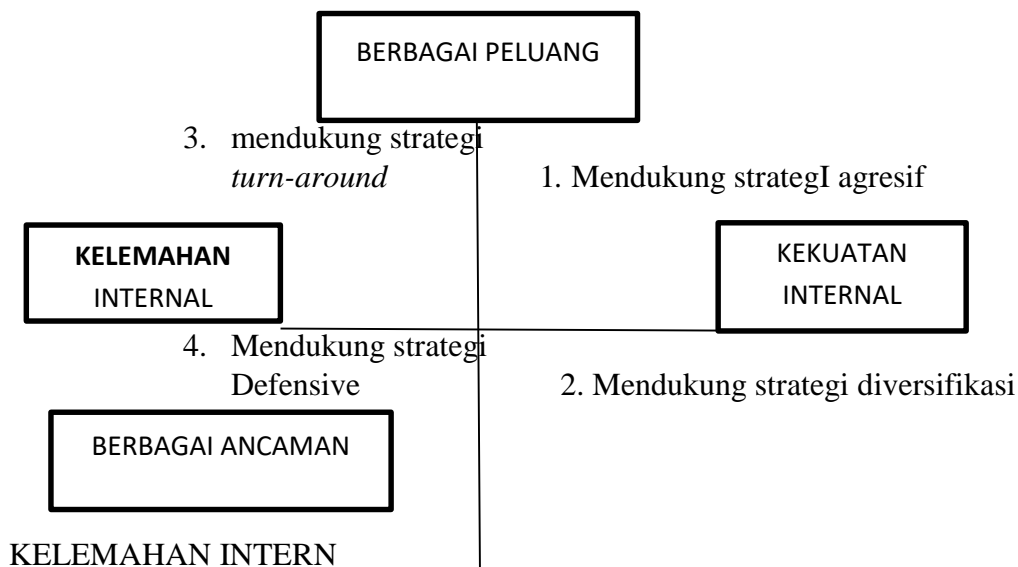 BERBAGAI PELUANG
3. mendukung strategi
turn-around
1. Mendukung strategI agresif
KELEMAHAN
INTERNAL
KEKUATAN
INTERNAL
4. Mendukung strategi
Defensive
2. Mendukung strategi diversifikasi
BERBAGAI ANCAMAN
KELEMAHAN INTERN